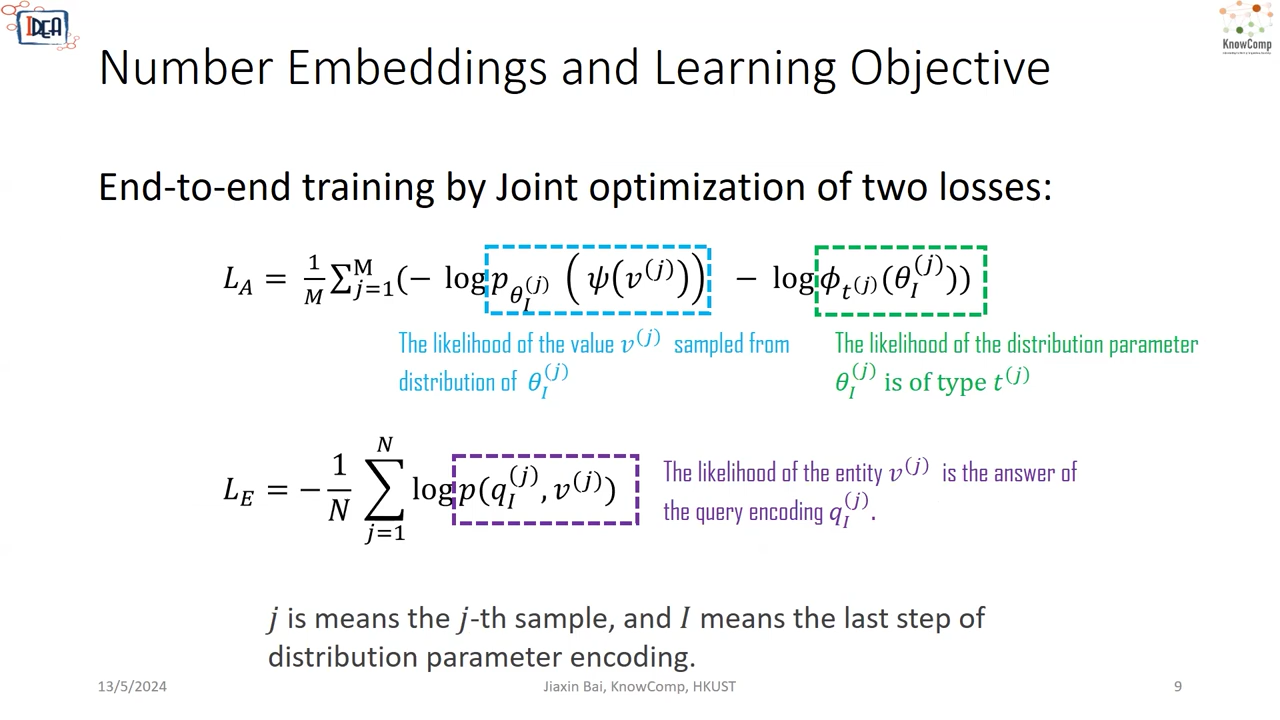 IDEA
KnowComp
Number Embeddings and Learning Objective
End-to-end training by Joint optimization of two losses:
L_A = 1/M ∑_{j=1}^{M} (− log p_{θ_I^{(j)}} ( ψ(v^{(j)}) ) − log ϕ_{t^{(j)}}(θ_I^{(j)}))
The likelihood of the value v^{(j)} sampled from
distribution of θ_I^{(j)}
The likelihood of the distribution parameter
θ_I^{(j)} is of type t^{(j)}
L_E = − 1/N ∑_{j=1}^{N} log p(q_I^{(j)}, v^{(j)})
The likelihood of the entity v^{(j)} is the answer of
the query encoding q_I^{(j)}.
j is means the j-th sample, and I means the last step of
distribution parameter encoding.
13/5/2024
Jiaxin Bai, KnowComp, HKUST
9